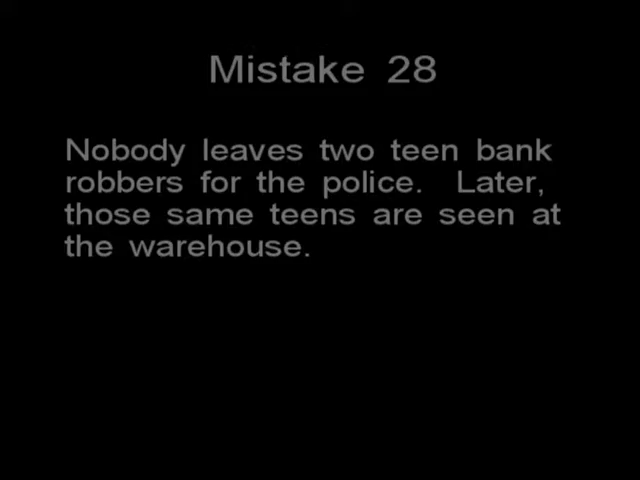 Mistake 28
Nobody leaves two teen bank
robbers for the police. Later,
those same teens are seen at
the warehouse.